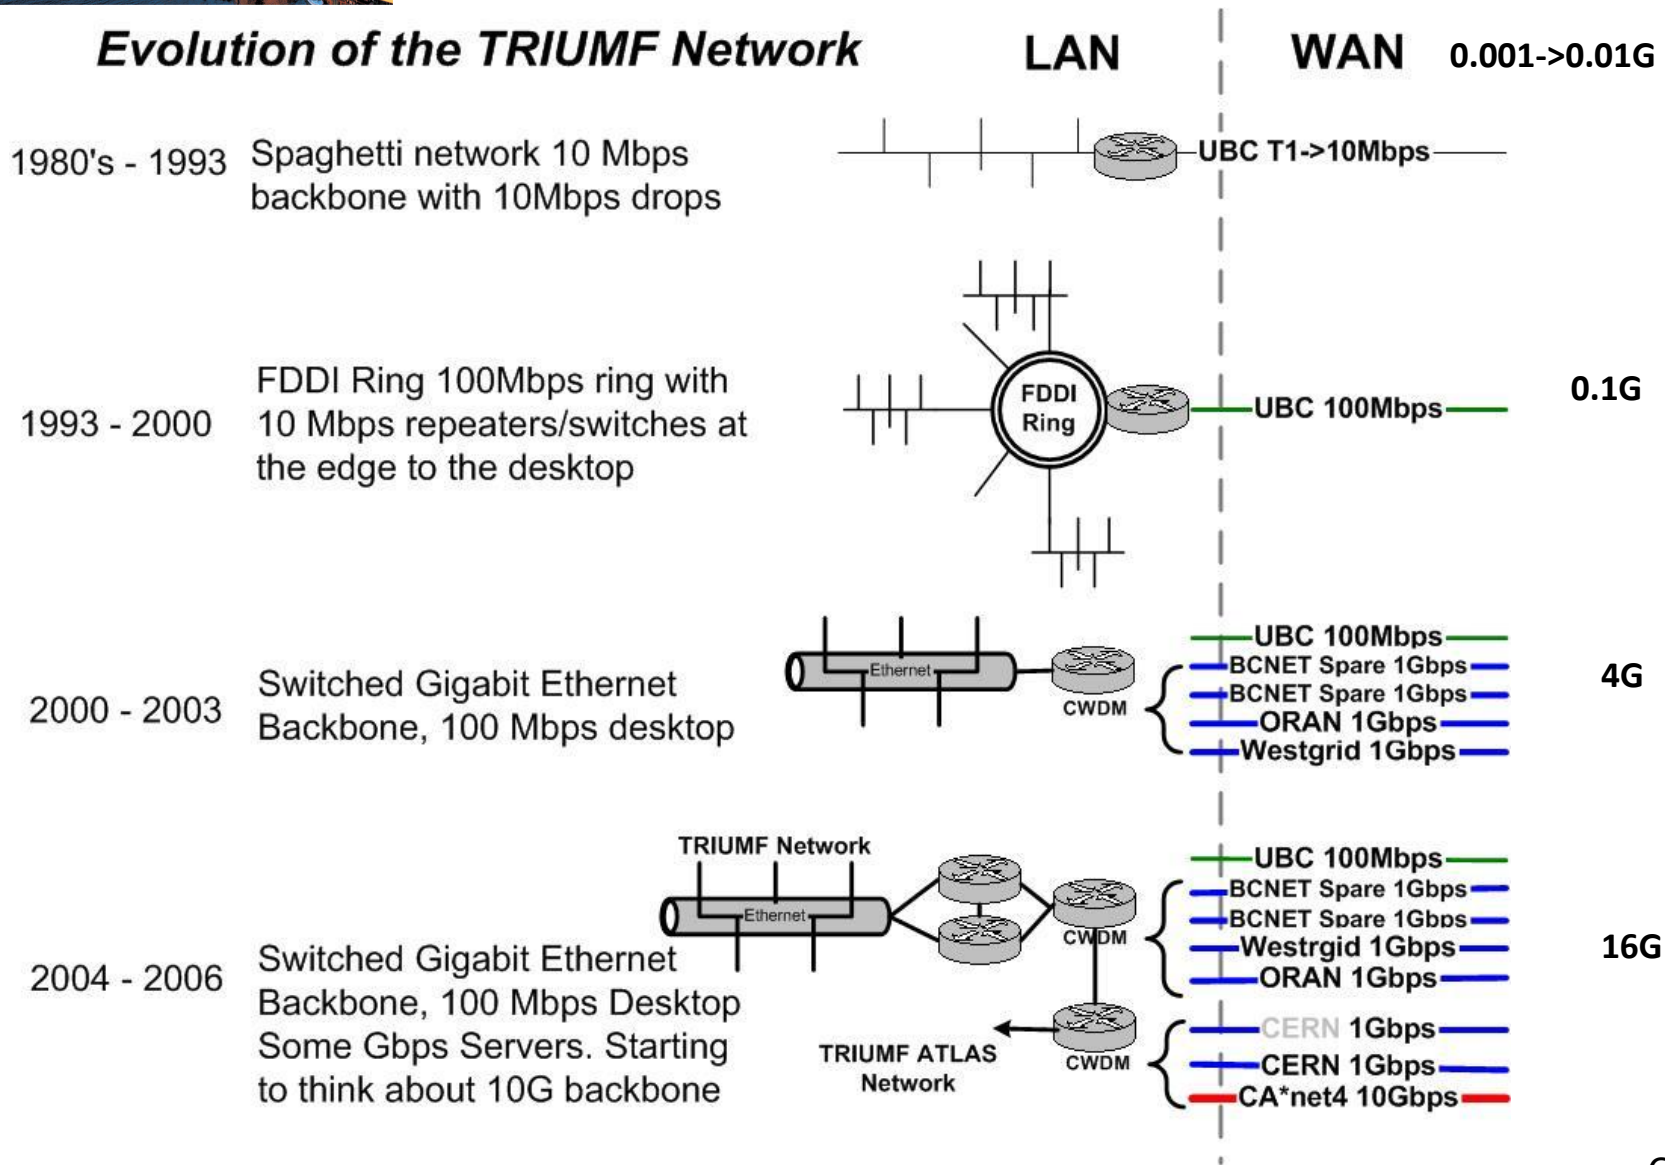 Evolution of the TRIUMF Network
LAN
WAN
0.001->0.01G
1980's - 1993
Spaghetti network 10 Mbps
backbone with 10Mbps drops
UBC T1->10Mbps
1993 - 2000
FDDI Ring 100Mbps ring with
10 Mbps repeaters/switches at
the edge to the desktop
FDDI
Ring
UBC 100Mbps
0.1G
2000 - 2003
Switched Gigabit Ethernet
Backbone, 100 Mbps desktop
Ethernet
CWDM
UBC 100Mbps
BCNET Spare 1Gbps
BCNET Spare 1Gbps
ORAN 1Gbps
Westgrid 1Gbps
4G
2004 - 2006
Switched Gigabit Ethernet
Backbone, 100 Mbps Desktop
Some Gbps Servers. Starting
to think about 10G backbone
TRIUMF Network
Ethernet
CWDM
TRIUMF ATLAS
Network
CWDM
UBC 100Mbps
BCNET Spare 1Gbps
BCNET Spare 1Gbps
Westrgid 1Gbps
ORAN 1Gbps
CERN 1Gbps
CERN 1Gbps
CA*net4 10Gbps
16G